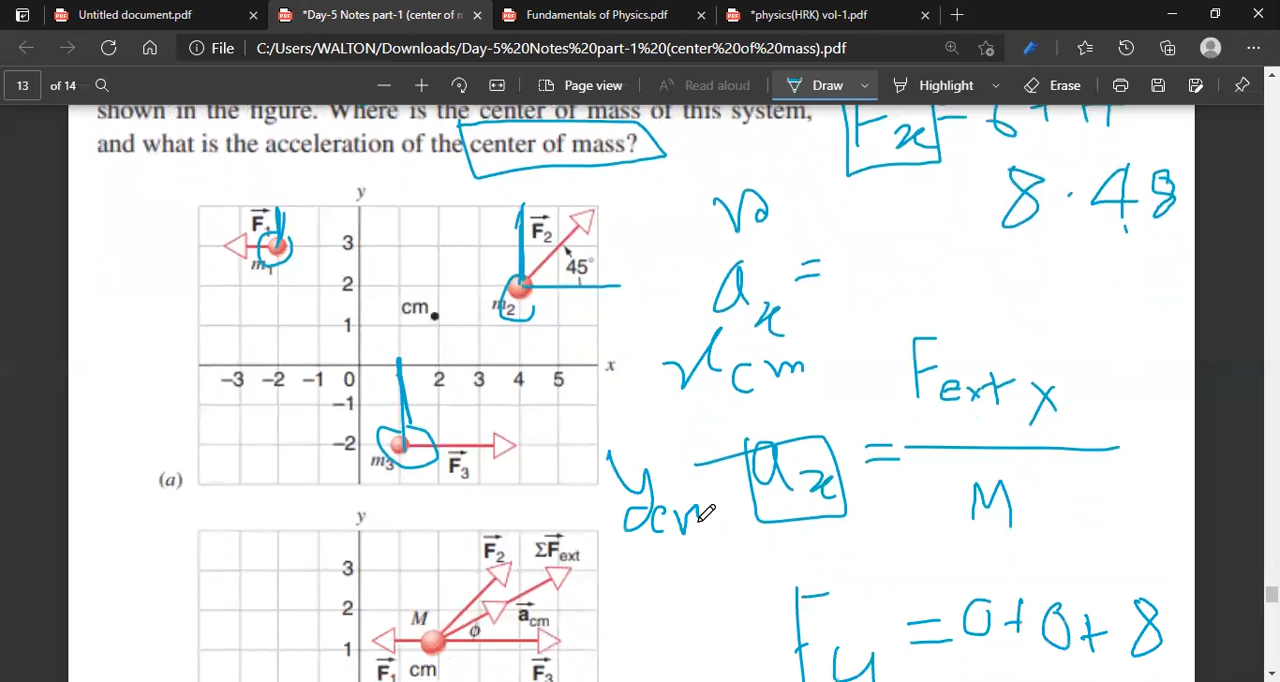 Untitled document.pdf
*Day-5 Notes part-1 (center of n
Fundamentals of Physics.pdf
*physics(HRK) vol-1.pdf
File
C:/Users/WALTON/Downloads/Day-5%20Notes%20part-1%20(center%20of%20mass).pdf
13 of 14
Page view
Read aloud
Draw
Highlight
Erase
shown in the figure. Where is the center of mass of this system,
and what is the acceleration of the center of mass?
y
F₁
m₁
3
F₂
45°
2
m₂
cm
1
-3 -2 -1 0 2 3 4 5 x
-1
-2
m₃
F₃
(a)
y
3
F₂
ΣFext
2
M
a cm
ϕ
1
F₁
cm
F₃
Fx = 6 +
8.48
ax =
xcm
ax = Fext x
M
ycm
Fy = 0 + 0 + 8